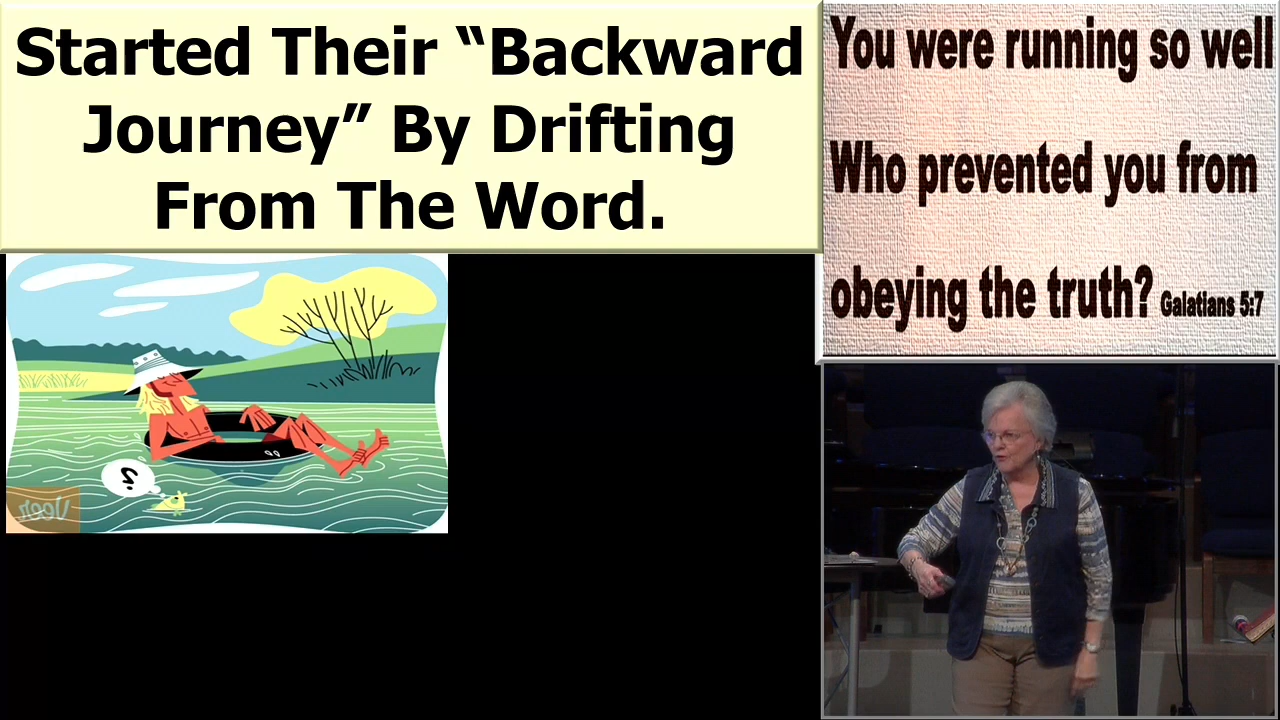 Started Their “Backward
Journey” By Drifting
From The Word.
You were running so well
Who prevented you from
obeying the truth? Galatians 5:7
?
Veer